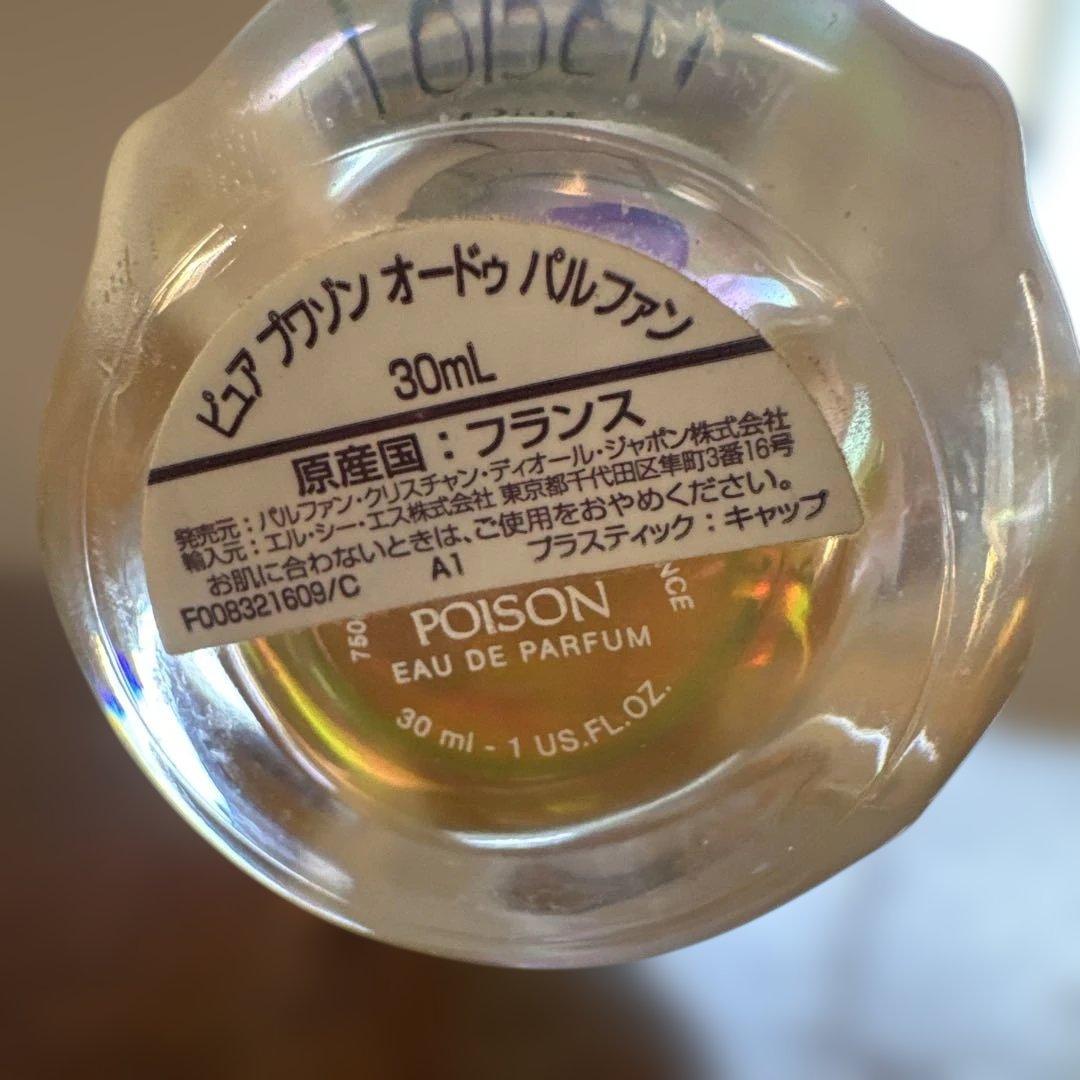 Poison
ピュア プワゾン オードゥ パルファン
30mL
原産国：フランス
発売元：パルファン・クリスチャン・ディオール・ジャポン株式会社
輸入元：エル・シー・エス株式会社 東京都千代田区隼町3番16号
お肌に合わないときは、ご使用をおやめください。
F008321609/C A1 プラスティック：キャップ
POISON
EAU DE PARFUM
30 ml - 1 US.FL.OZ.